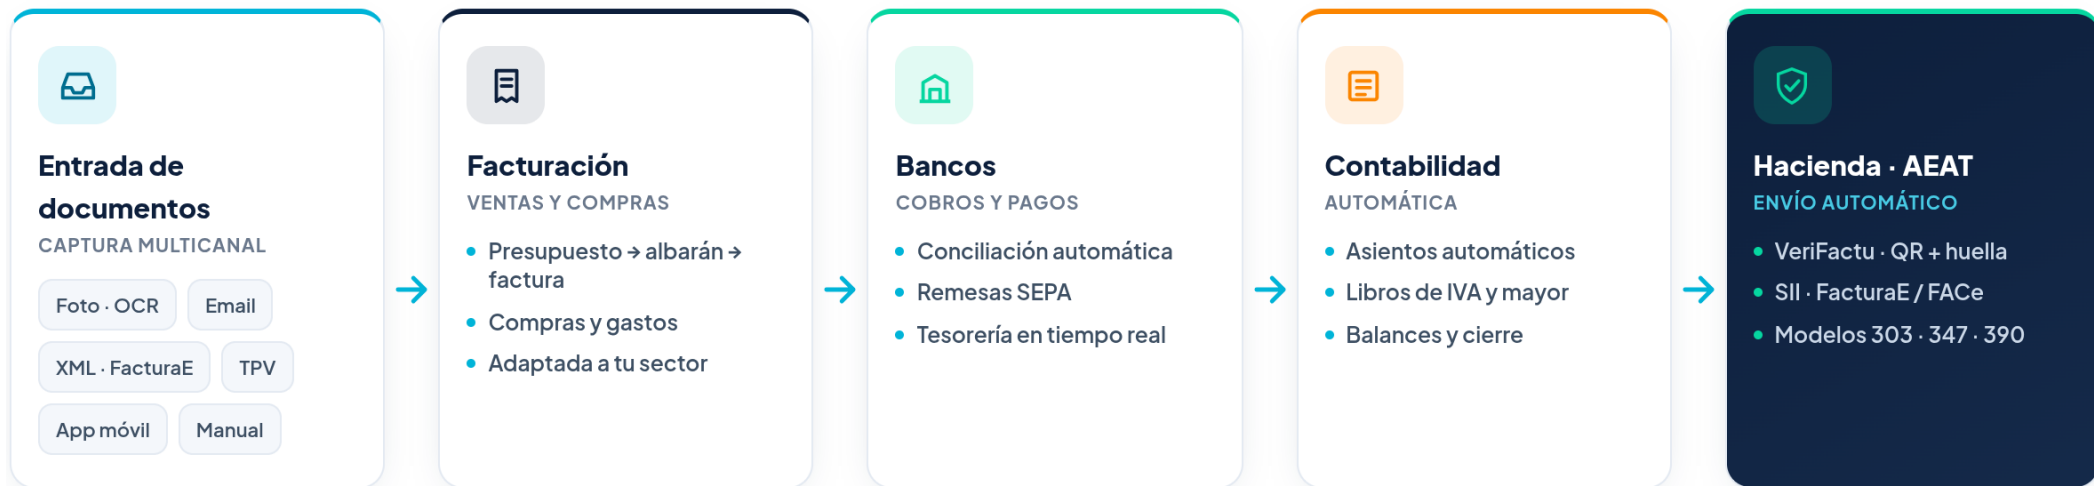 Entrada de
documentos
CAPTURA MULTICANAL
Foto · OCR
Email
XML · FacturaE
TPV
App móvil
Manual
Facturación
VENTAS Y COMPRAS
Presupuesto → albarán →
factura
Compras y gastos
Adaptada a tu sector
Bancos
COBROS Y PAGOS
Conciliación automática
Remesas SEPA
Tesorería en tiempo real
Contabilidad
AUTOMÁTICA
Asientos automáticos
Libros de IVA y mayor
Balances y cierre
Hacienda · AEAT
ENVÍO AUTOMÁTICO
VeriFactu · QR + huella
SII · FacturaE / FACe
Modelos 303 · 347 · 390